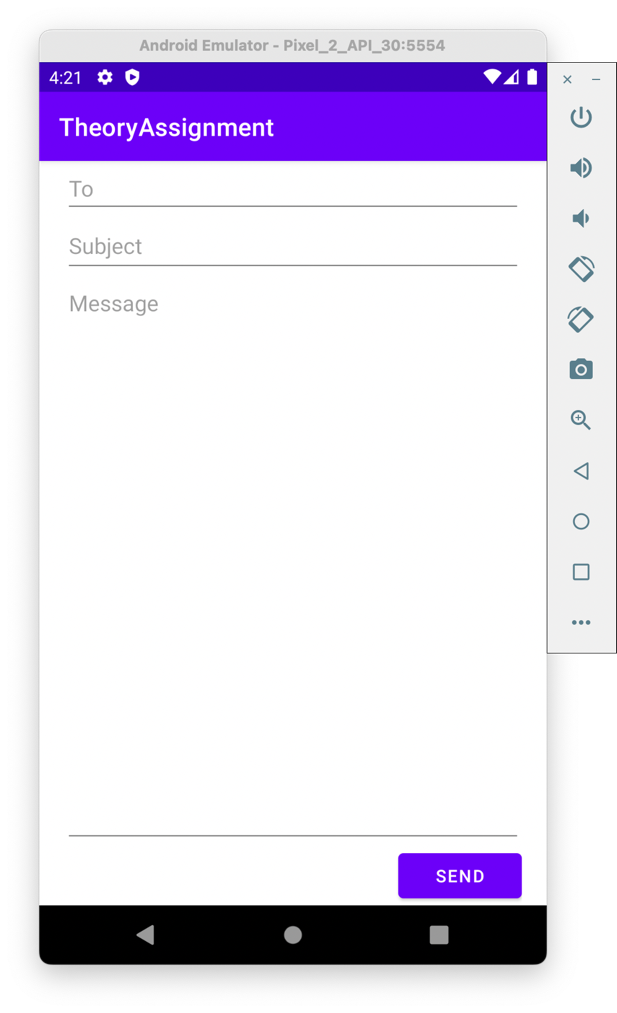 Android Emulator - Pixel_2_API_30:5554
4:21
TheoryAssignment
To
Subject
Message
SEND